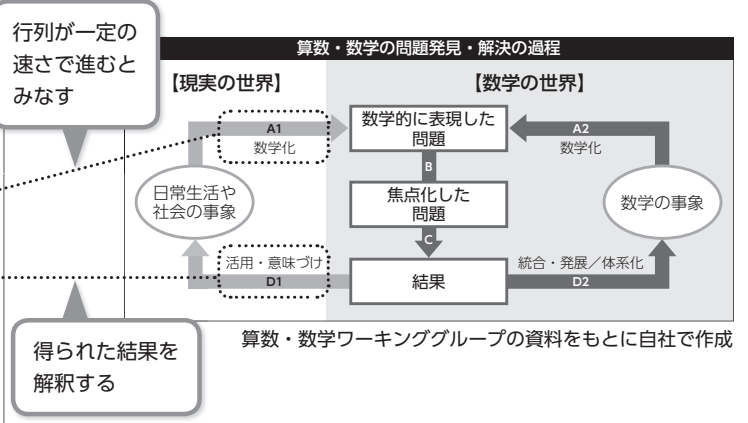 行列が一定の
速さで進むと
みなす
算数・数学の問題発見・解決の過程
【現実の世界】
【数学の世界】
A1
数学化
数学的に表現した
問題
A2
数学化
B
日常生活や
社会の事象
焦点化した
問題
数学の事象
C
活用・意味づけ
D1
結果
統合・発展／体系化
D2
得られた結果を
解釈する
算数・数学ワーキンググループの資料をもとに自社で作成